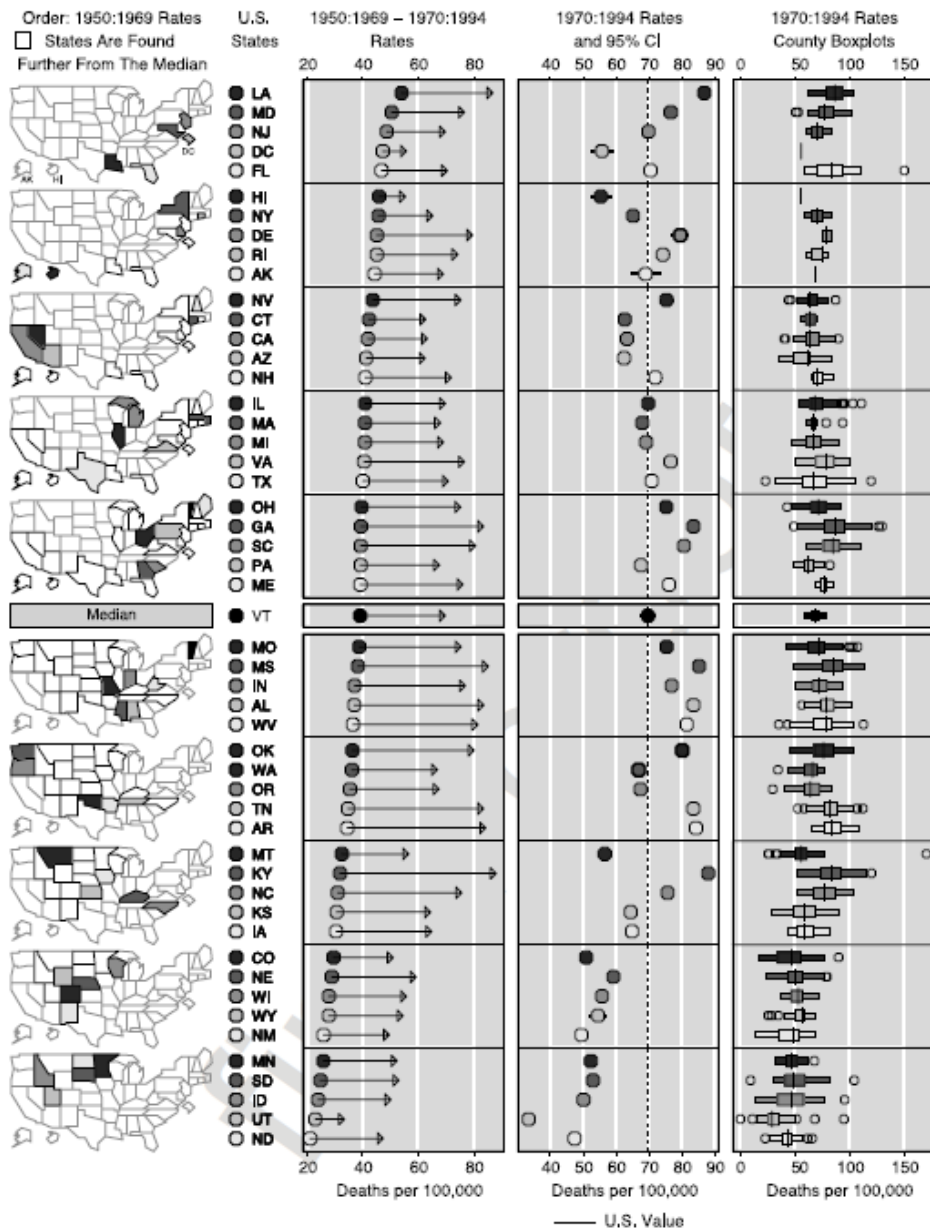 Order: 1950:1969 Rates U.S. 1950:1969 – 1970:1994 1970:1994 Rates 1970:1994 Rates
States Are Found States Rates and 95% CI County Boxplots
Further From The Median 20 40 60 80 40 50 60 70 80 90 0 50 100 150
LA
MD
NJ
DC DC
AK HI FL
HI
NY
DE
RI
AK
NV
CT
CA
AZ
NH
IL
MA
MI
VA
TX
OH
GA
SC
PA
ME
Median VT
MO
MS
IN
AL
WV
OK
WA
OR
TN
AR
MT
KY
NC
KS
IA
CO
NE
WI
WY
NM
MN
SD
ID
UT
ND
20 40 60 80 40 50 60 70 80 90 0 50 100 150
Deaths per 100,000 Deaths per 100,000 Deaths per 100,000
U.S. Value